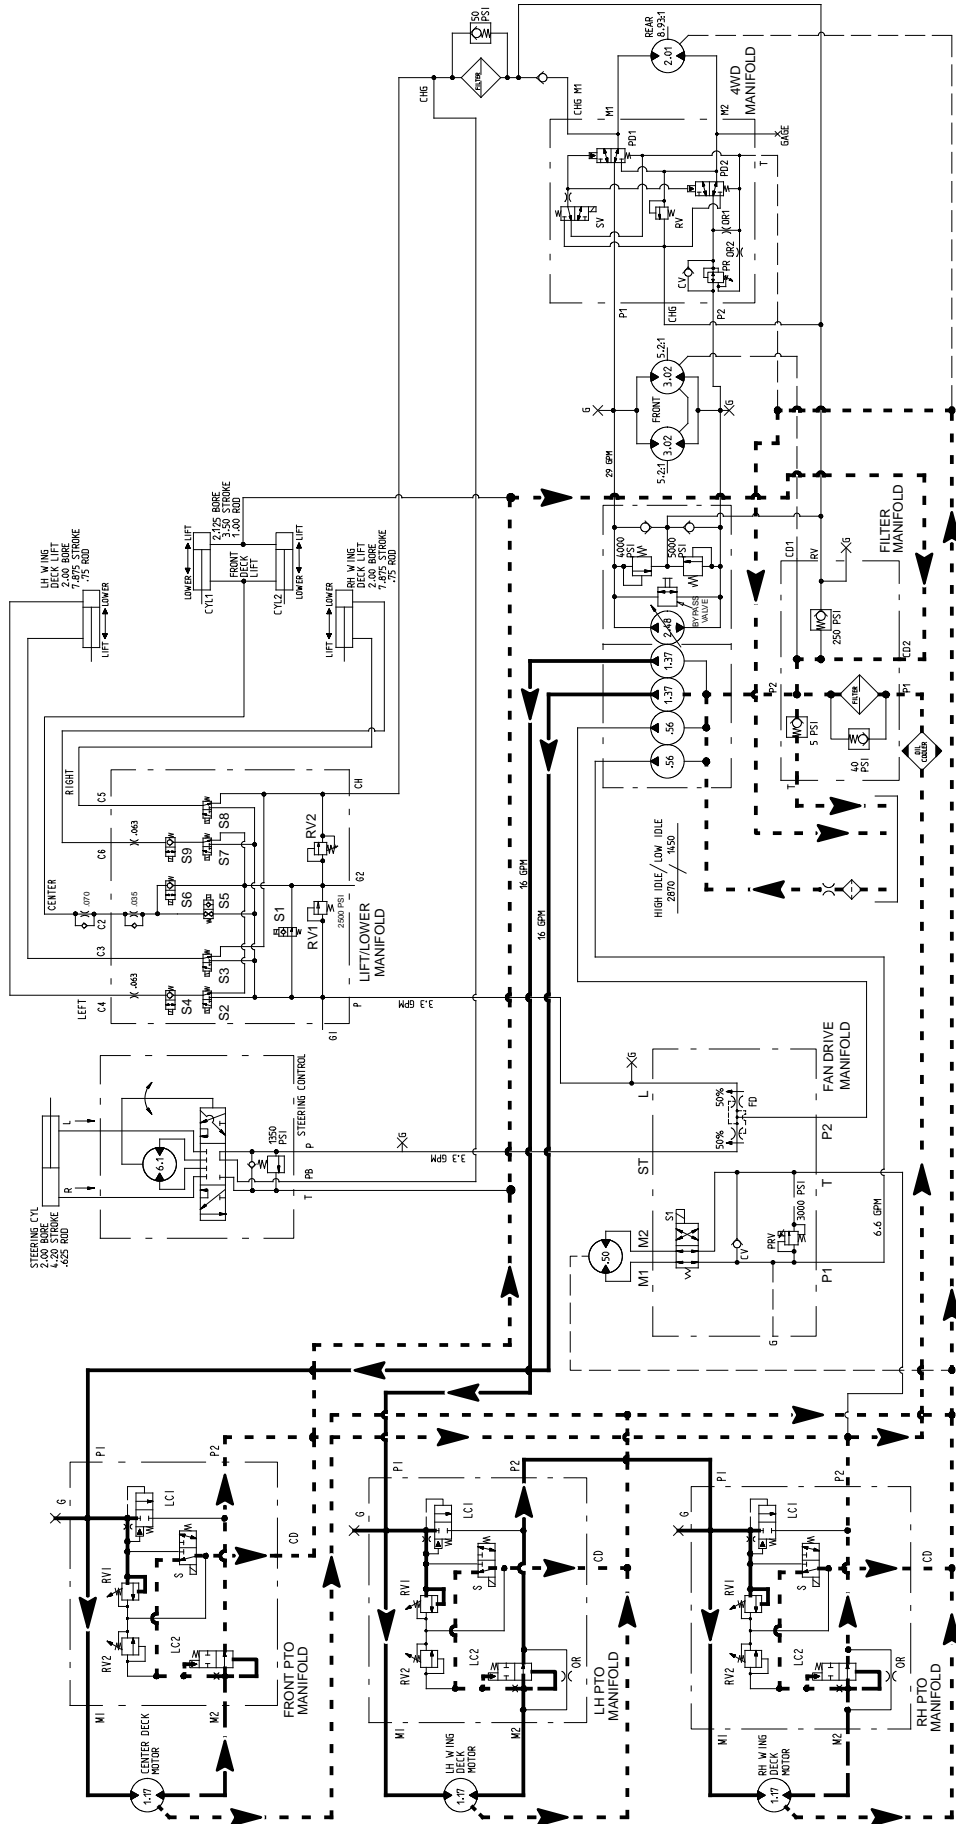 50
PSI
FILTER
CHG
REAR
8.93:1
2.01
4WD
MANIFOLD
CHG M1
M1
M2
PD1
PD2
GAGE
T
SV
RV
OR1
OR2
CV
PR
P1
CHG
P2
5.2:1
3.02
FRONT
3.02
5.2:1
G
G
29 GPM
LH WING
DECK LIFT
2.00 BORE
7.875 STROKE
.75 ROD
LOWER
LIFT
2.125 BORE
3.50 STROKE
1.00 ROD
LOWER
LIFT
CYL1
FRONT
DECK
LIFT
CYL2
LOWER
LIFT
RH WING
DECK LIFT
2.00 BORE
7.875 STROKE
.75 ROD
LIFT
LOWER
4000
PSI
5000
PSI
BYPASS
VALVE
2.48
1.37
1.37
.56
.56
CD1
RV
G
FILTER
MANIFOLD
250 PSI
CD2
P2
P1
FILTER
5 PSI
40
PSI
T
OIL
COOLER
HIGH IDLE / LOW IDLE
2870 / 1450
16 GPM
16 GPM
RIGHT
C5
C6
.063
CENTER
C2
.070
.035
C3
LEFT
C4
.063
S8
S9
S7
S6
S5
S3
S4
S2
S1
CH
RV2
G2
RV1
2500 PSI
P
G1
LIFT/LOWER
MANIFOLD
3.3 GPM
STEERING CYL
2.00 BORE
4.20 STROKE
.625 ROD
L
R
6.1
1350
PSI
STEERING CONTROL
P
PB
T
G
3.3 GPM
G
L
ST
50%
50%
FD
FAN DRIVE
MANIFOLD
P2
T
P1
6.6 GPM
.50
M2
M1
S1
CV
PRV
3000 PSI
G
G
P1
P2
LC1
RV1
S
CD
RV2
LC2
FRONT PTO
MANIFOLD
M1
M2
CENTER DECK
MOTOR
1.17
G
P1
P2
LC1
RV1
S
CD
RV2
LC2
OR
LH PTO
MANIFOLD
M1
M2
LH WING
DECK
MOTOR
1.17
G
P1
P2
LC1
RV1
S
CD
RV2
LC2
OR
RH PTO
MANIFOLD
M1
M2
RH WING
DECK
MOTOR
1.17